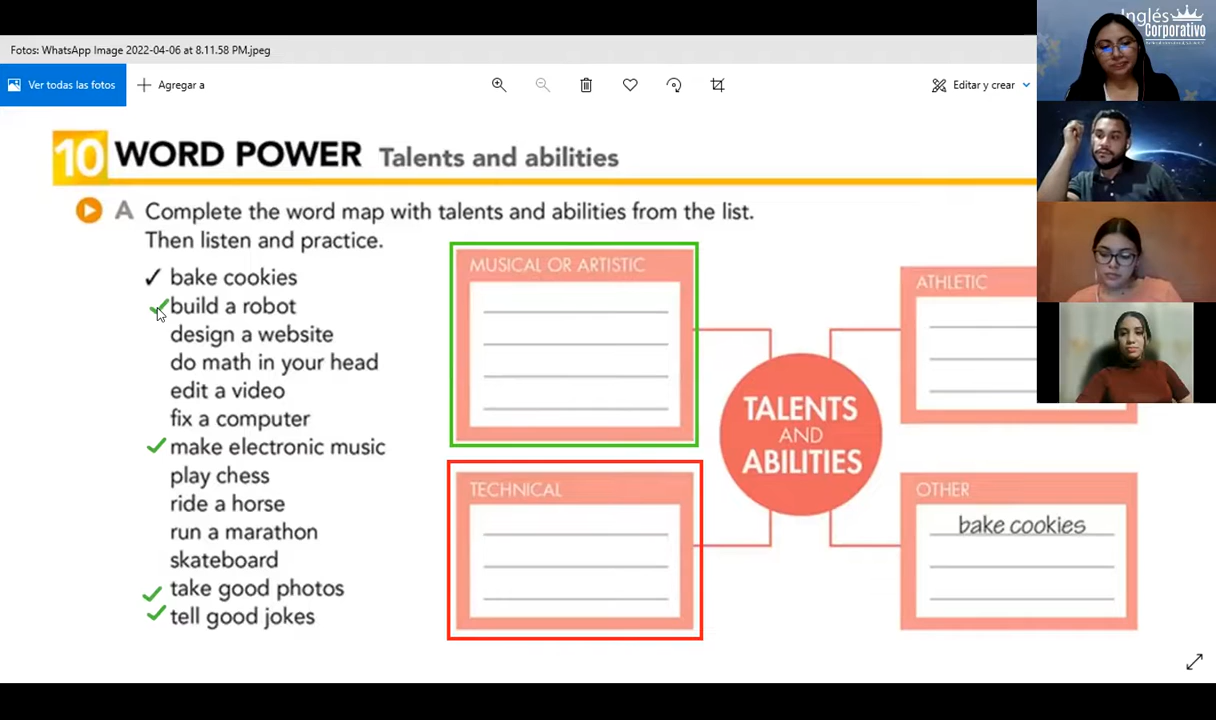 Fotos: WhatsApp Image 2022-04-06 at 8.11.58 PM.jpeg
Ver todas las fotos
Agregar a
Editar y crear
Inglés
Corporativo
10 WORD POWER Talents and abilities
A Complete the word map with talents and abilities from the list.
Then listen and practice.
✓ bake cookies
build a robot
design a website
do math in your head
edit a video
fix a computer
make electronic music
play chess
ride a horse
run a marathon
skateboard
take good photos
tell good jokes
MUSICAL OR ARTISTIC
TECHNICAL
TALENTS
AND
ABILITIES
ATHLETIC
OTHER
bake cookies